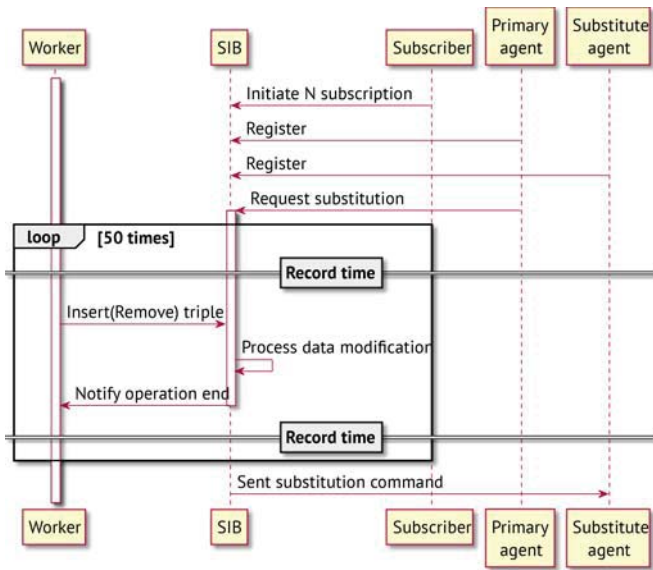 Worker
SIB
Subscriber
Primary
agent
Substitute
agent
Initiate N subscription
Register
Register
Request substitution
loop [50 times]
Record time
Insert(Remove) triple
Process data modification
Notify operation end
Record time
Sent substitution command
Worker
SIB
Subscriber
Primary
agent
Substitute
agent